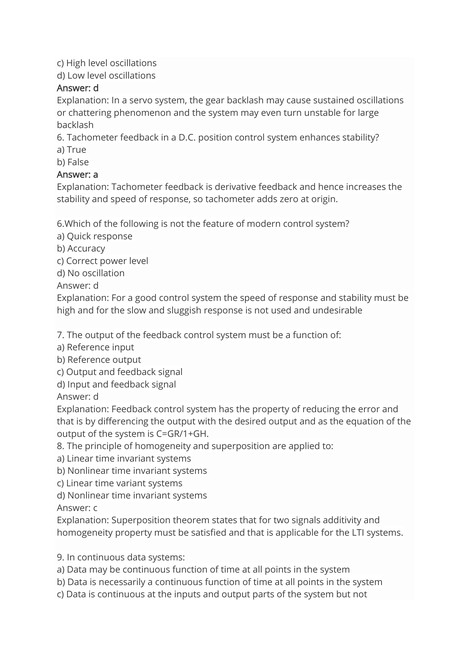 c) High level oscillations
d) Low level oscillations
Answer: d
Explanation: In a servo system, the gear backlash may cause sustained oscillations
or chattering phenomenon and the system may even turn unstable for large
backlash
6. Tachometer feedback in a D.C. position control system enhances stability?
a) True
b) False
Answer: a
Explanation: Tachometer feedback is derivative feedback and hence increases the
stability and speed of response, so tachometer adds zero at origin.
6.Which of the following is not the feature of modern control system?
a) Quick response
b) Accuracy
c) Correct power level
d) No oscillation
Answer: d
Explanation: For a good control system the speed of response and stability must be
high and for the slow and sluggish response is not used and undesirable
7. The output of the feedback control system must be a function of:
a) Reference input
b) Reference output
c) Output and feedback signal
d) Input and feedback signal
Answer: d
Explanation: Feedback control system has the property of reducing the error and
that is by differencing the output with the desired output and as the equation of the
output of the system is C=GR/1+GH.
8. The principle of homogeneity and superposition are applied to:
a) Linear time invariant systems
b) Nonlinear time invariant systems
c) Linear time variant systems
d) Nonlinear time invariant systems
Answer: c
Explanation: Superposition theorem states that for two signals additivity and
homogeneity property must be satisfied and that is applicable for the LTI systems.
9. In continuous data systems:
a) Data may be continuous function of time at all points in the system
b) Data is necessarily a continuous function of time at all points in the system
c) Data is continuous at the inputs and output parts of the system but not